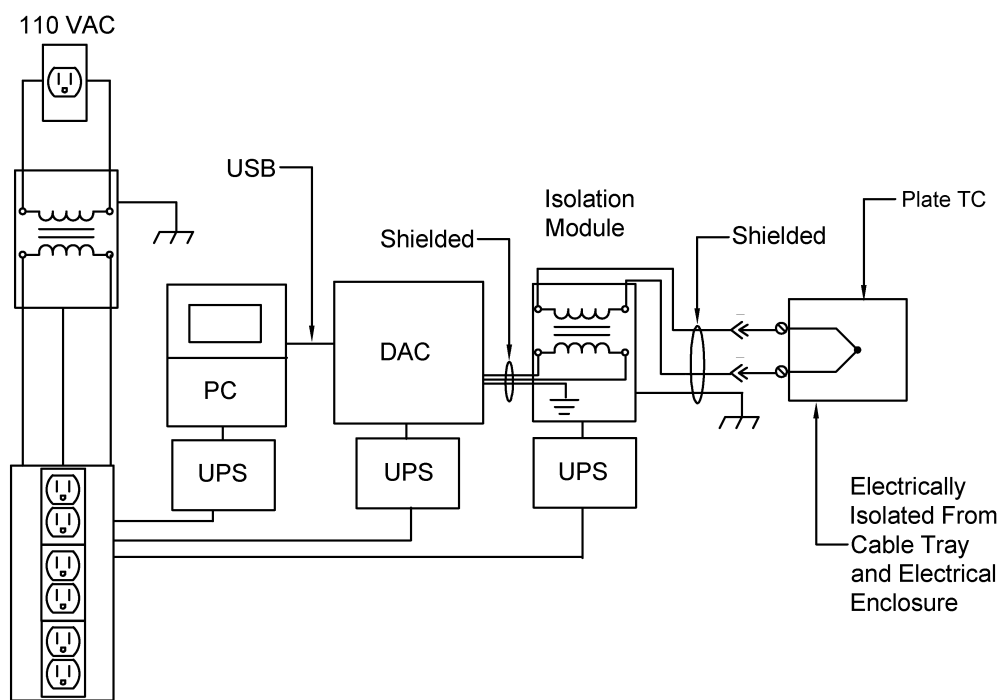 110 VAC
USB
Isolation
Module
Plate TC
Shielded
Shielded
DAC
PC
UPS
UPS
UPS
Electrically
Isolated From
Cable Tray
and Electrical
Enclosure